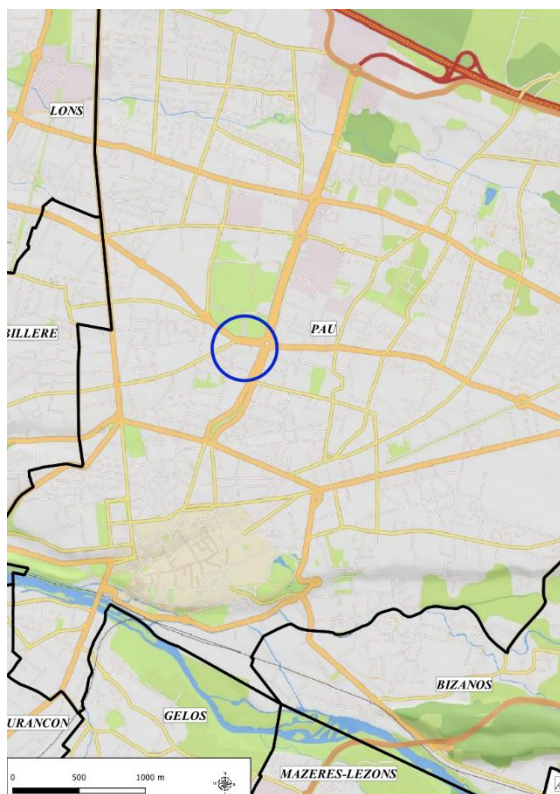 LONS
BILLERE
PAU
BIZANOS
GELOS
URANCON
MAZERES-LEZONS
0 500 1000 m